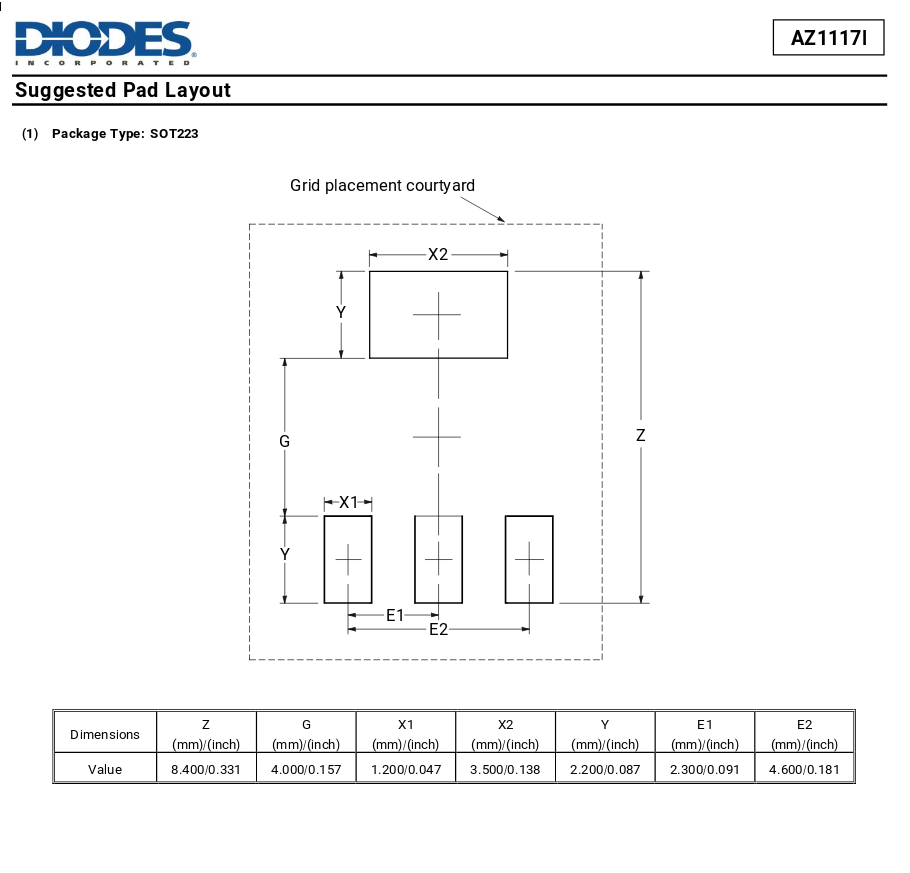 DIODES®
INCORPORATED
AZ1117I
Suggested Pad Layout
(1) Package Type: SOT223
Grid placement courtyard
X2
Y
Z
G
X1
Y
E1
E2
Dimensions Z (mm)/(inch) G (mm)/(inch) X1 (mm)/(inch) X2 (mm)/(inch) Y (mm)/(inch) E1 (mm)/(inch) E2 (mm)/(inch)
Value 8.400/0.331 4.000/0.157 1.200/0.047 3.500/0.138 2.200/0.087 2.300/0.091 4.600/0.181